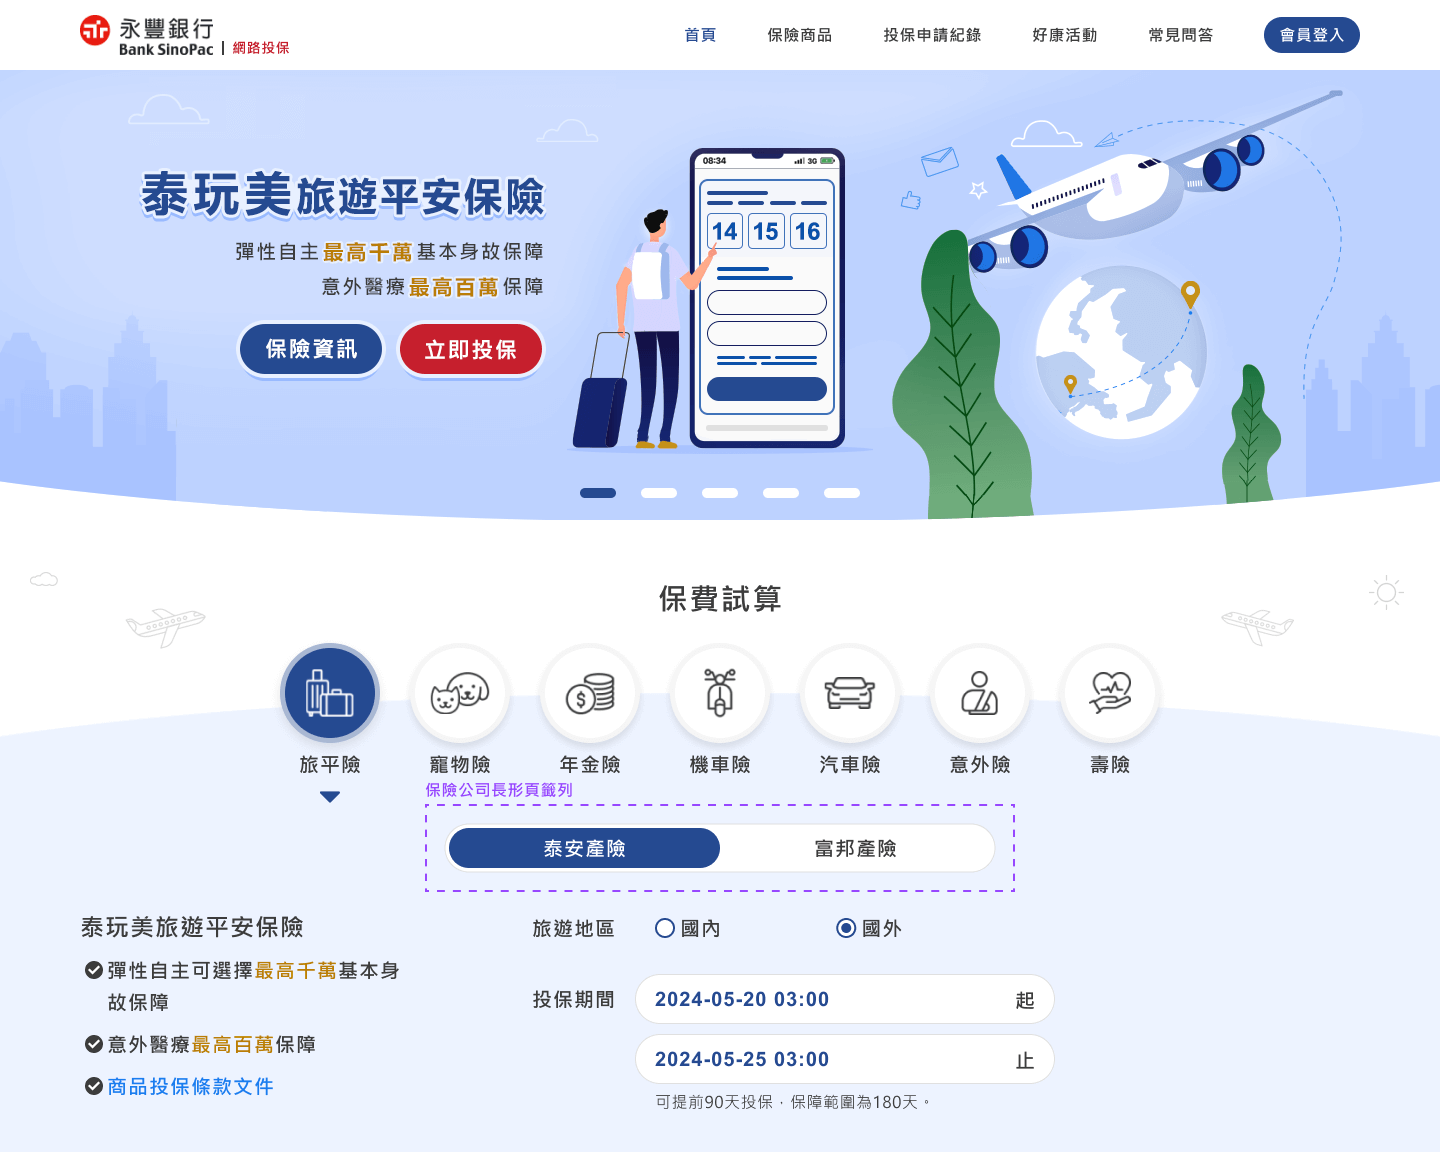 永豐銀行
Bank SinoPac | 網路投保
首頁 保險商品 投保申請紀錄 好康活動 常見問答 會員登入
泰玩美旅遊平安保險
彈性自主最高千萬基本身故保障
意外醫療最高百萬保障
保險資訊 立即投保
08:34 3G
14 15 16
保費試算
旅平險 寵物險 年金險 機車險 汽車險 意外險 壽險
保險公司長形頁籤列
泰安產險 富邦產險
泰玩美旅遊平安保險
彈性自主可選擇最高千萬基本身
故保障
意外醫療最高百萬保障
商品投保條款文件
旅遊地區 國內 國外
投保期間 2024-05-20 03:00 起
2024-05-25 03:00 止
可提前90天投保，保障範圍為180天。